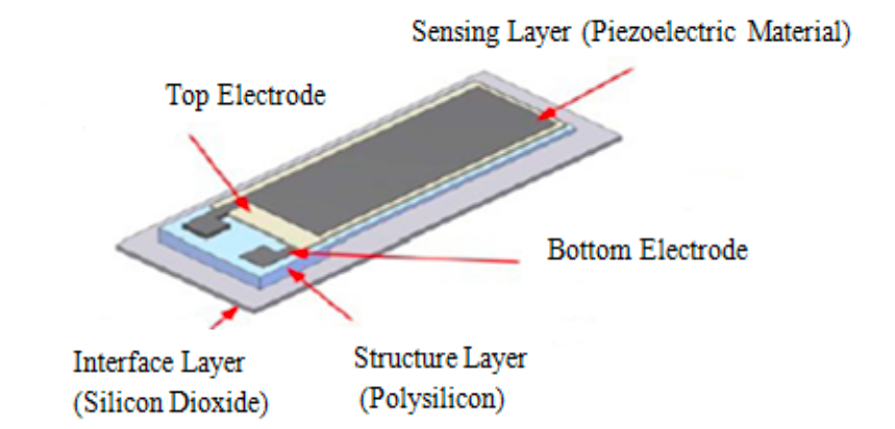 Sensing Layer (Piezoelectric Material)
Top Electrode
Bottom Electrode
Interface Layer
(Silicon Dioxide)
Structure Layer
(Polysilicon)